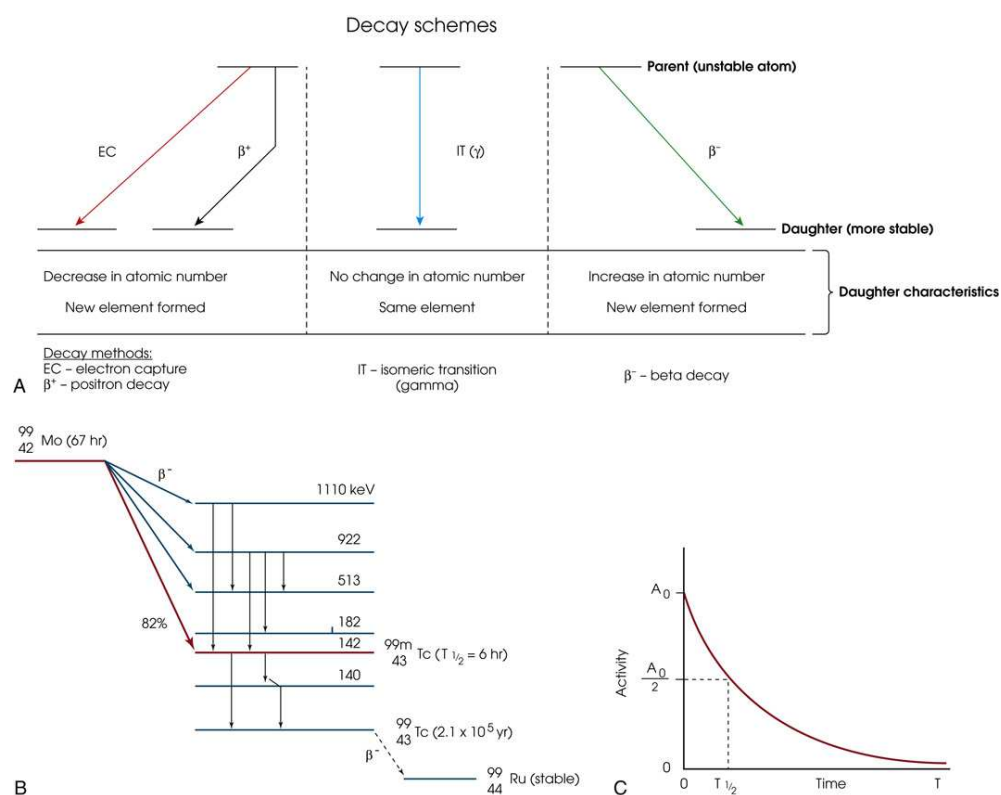 Decay schemes
Parent (unstable atom)
EC
β⁺
IT (γ)
β⁻
Daughter (more stable)
Decrease in atomic number
New element formed
No change in atomic number
Same element
Increase in atomic number
New element formed
Daughter characteristics
Decay methods:
EC – electron capture
β⁺ – positron decay
IT – isomeric transition
(gamma)
β⁻ – beta decay
A
99
42 Mo (67 hr)
β⁻
1110 keV
922
513
182
82%
142
99m
43 Tc (T 1/2 = 6 hr)
140
99
43 Tc (2.1 x 10⁵ yr)
β⁻
99
44 Ru (stable)
B
A₀
A₀
2
Activity
0
0
T 1/2
Time
T
C